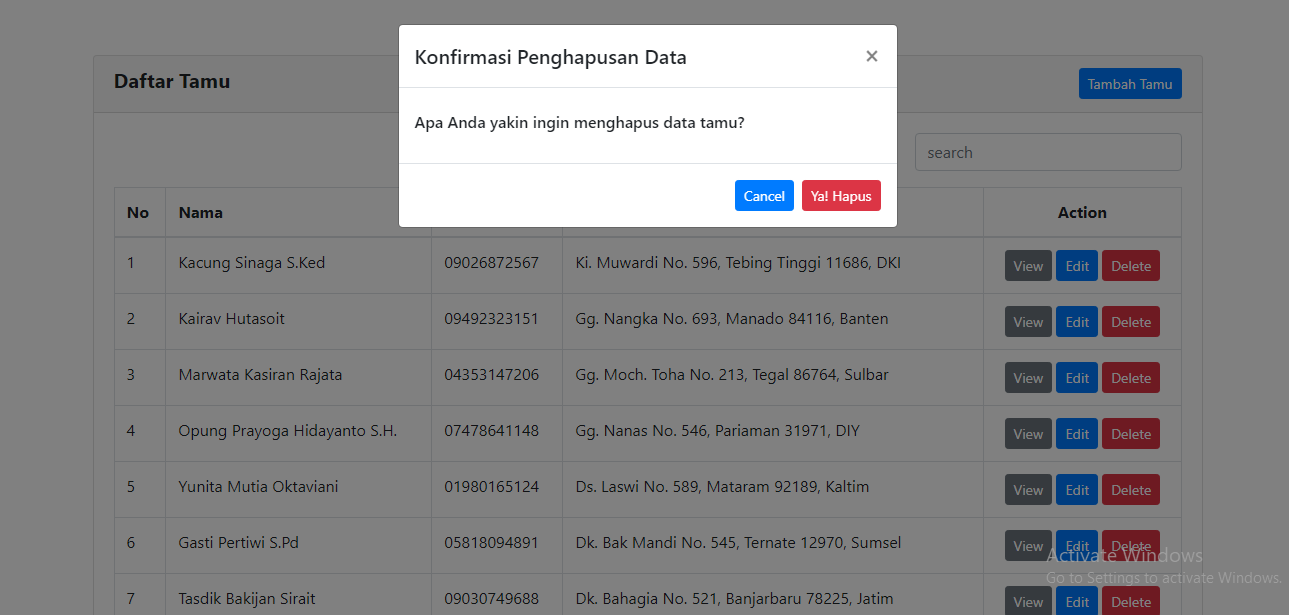 Konfirmasi Penghapusan Data ×
Daftar Tamu
Tambah Tamu
Apa Anda yakin ingin menghapus data tamu?
search
Cancel Ya! Hapus
No Nama Action
1 Kacung Sinaga S.Ked 09026872567 Ki. Muwardi No. 596, Tebing Tinggi 11686, DKI View Edit Delete
2 Kairav Hutasoit 09492323151 Gg. Nangka No. 693, Manado 84116, Banten View Edit Delete
3 Marwata Kasiran Rajata 04353147206 Gg. Moch. Toha No. 213, Tegal 86764, Sulbar View Edit Delete
4 Opung Prayoga Hidayanto S.H. 07478641148 Gg. Nanas No. 546, Pariaman 31971, DIY View Edit Delete
5 Yunita Mutia Oktaviani 01980165124 Ds. Laswi No. 589, Mataram 92189, Kaltim View Edit Delete
6 Gasti Pertiwi S.Pd 05818094891 Dk. Bak Mandi No. 545, Ternate 12970, Sumsel View Edit Delete
Activate Windows
Go to Settings to activate Windows.
7 Tasdik Bakijan Sirait 09030749688 Dk. Bahagia No. 521, Banjarbaru 78225, Jatim View Edit Delete